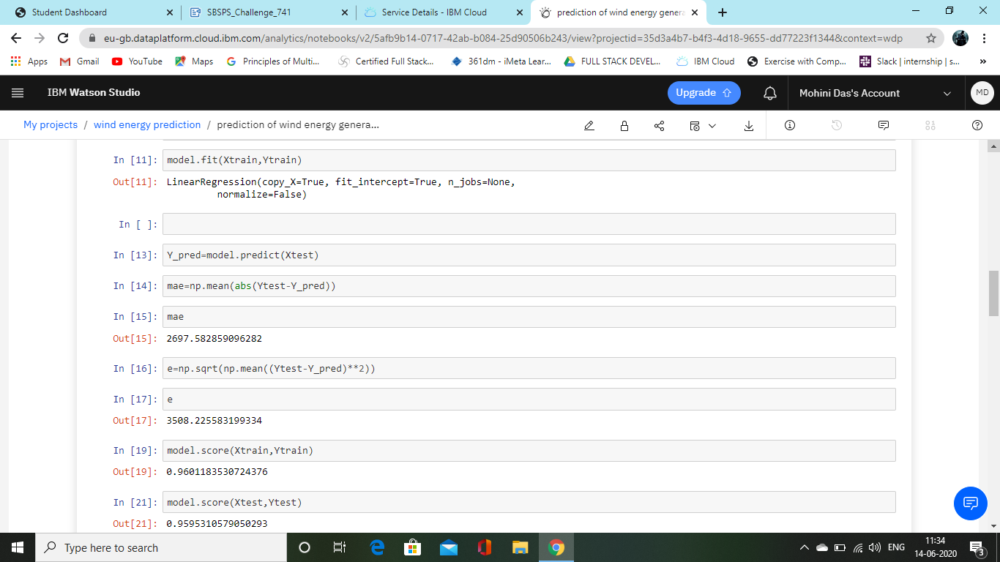 Student Dashboard
SBSPS_Challenge_741
Service Details - IBM Cloud
prediction of wind energy genera
eu-gb.dataplatform.cloud.ibm.com/analytics/notebooks/v2/5afb9b14-0717-42ab-b084-25d90506b243/view?projectid=35d3a4b7-b4f3-4d18-9655-dd77223f1344&context=wdp
Apps
Gmail
YouTube
Maps
Principles of Multi...
Certified Full Stack...
361dm - iMeta Lear...
FULL STACK DEVEL...
IBM Cloud
Exercise with Comp...
Slack | internship | s...
IBM Watson Studio
Upgrade
Mohini Das's Account
MD
My projects / wind energy prediction / prediction of wind energy genera...
In [11]: model.fit(Xtrain,Ytrain)
Out[11]: LinearRegression(copy_X=True, fit_intercept=True, n_jobs=None,
normalize=False)
In [ ]:
In [13]: Y_pred=model.predict(Xtest)
In [14]: mae=np.mean(abs(Ytest-Y_pred))
In [15]: mae
Out[15]: 2697.582859096282
In [16]: e=np.sqrt(np.mean((Ytest-Y_pred)**2))
In [17]: e
Out[17]: 3508.225583199334
In [19]: model.score(Xtrain,Ytrain)
Out[19]: 0.9601183530724376
In [21]: model.score(Xtest,Ytest)
Out[21]: 0.9595310579050293
Type here to search
ENG
11:34
14-06-2020
3